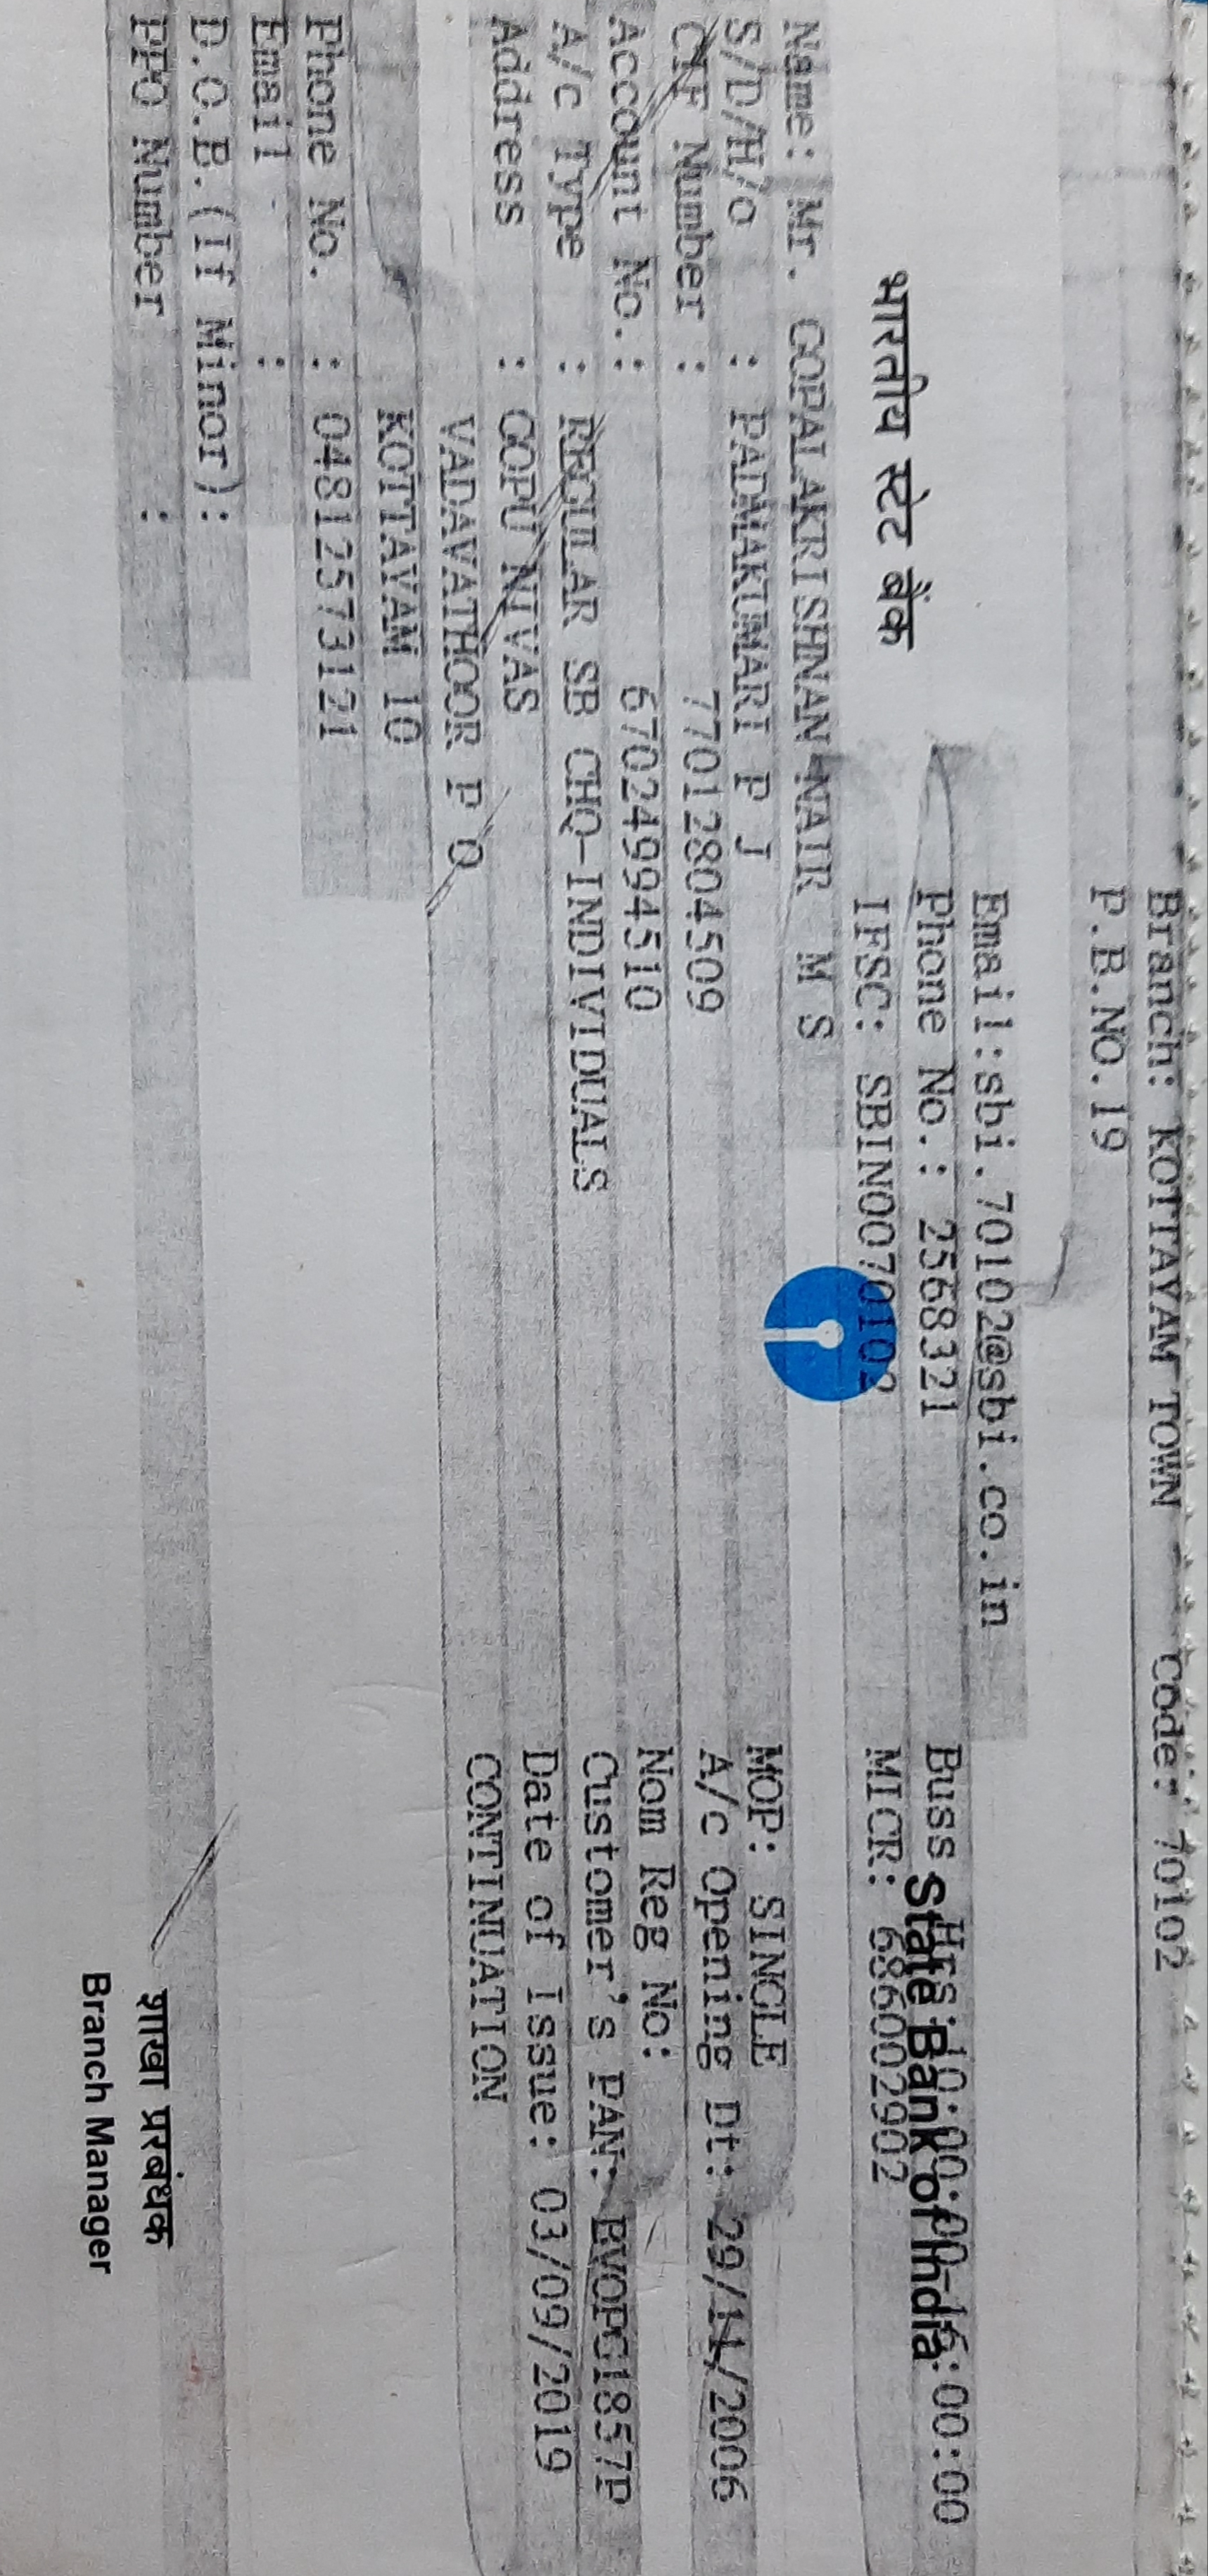 Branch: KOTTAYAM TOWN Code: 70102
P.B.NO.19
Email:sbi.70102@sbi.co.in
Phone No.: 2568321 Buss Hrs:10:00:00-16:00:00
भारतीय स्टेट बैंक State Bank of India
IFSC: SBIN0070102 MICR: 686002902
Name: Mr. GOPALAKRISHNAN NAIR M S
S/D/H/o : PADMAKUMARI P J MOP: SINGLE
CIF Number : 77012804509 A/c Opening Dt: 29/11/2006
Account No.: 67024994510 Nom Reg No:
A/c Type : REGULAR SB CHQ-INDIVIDUALS Customer's PAN: BVOPG1857P
Address : GOPU NIVAS Date of Issue: 03/09/2019
VADAVATHOOR P O CONTINUATION
KOTTAYAM 10
Phone No. : 04812573121
Email :
D.O.B.(If Minor):
PPO Number :
शाखा प्ररबंधक
Branch Manager